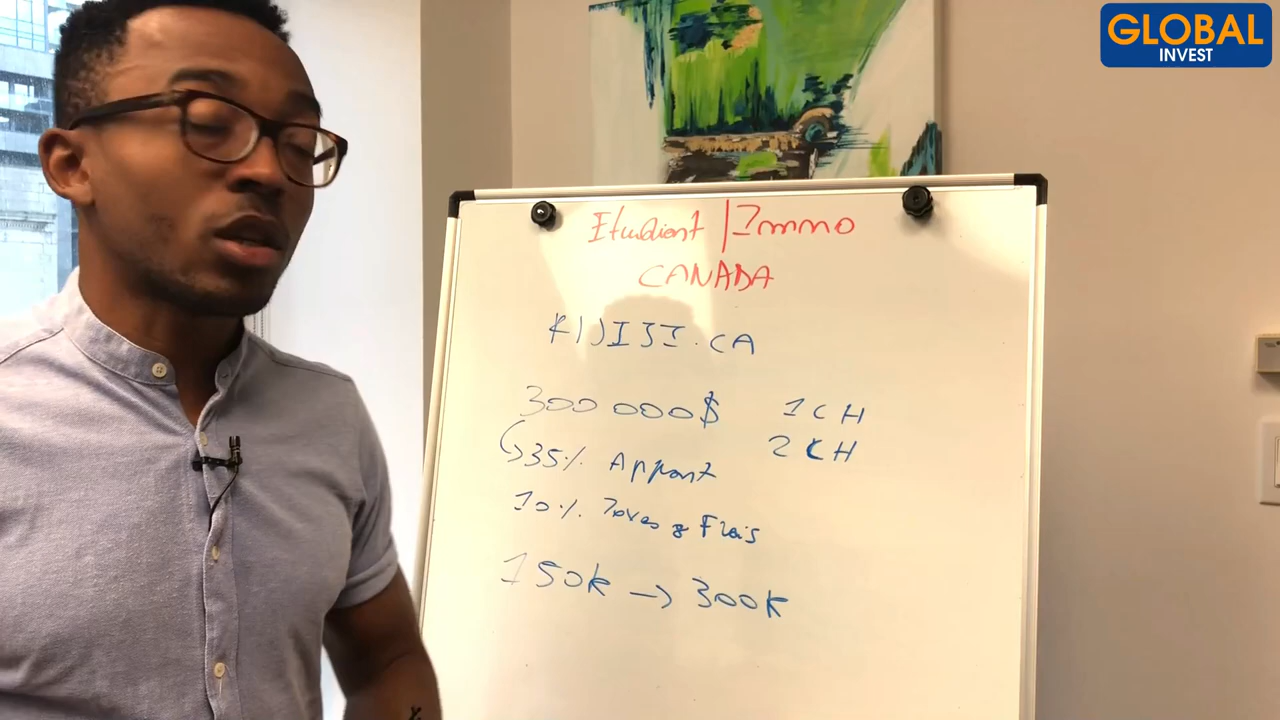 GLOBAL
INVEST
Etudiant | Immo
CANADA
KIJIJI.CA
300 000$ 1CH
2CH
35% Apport
10% Taxes & Frais
150k → 300k